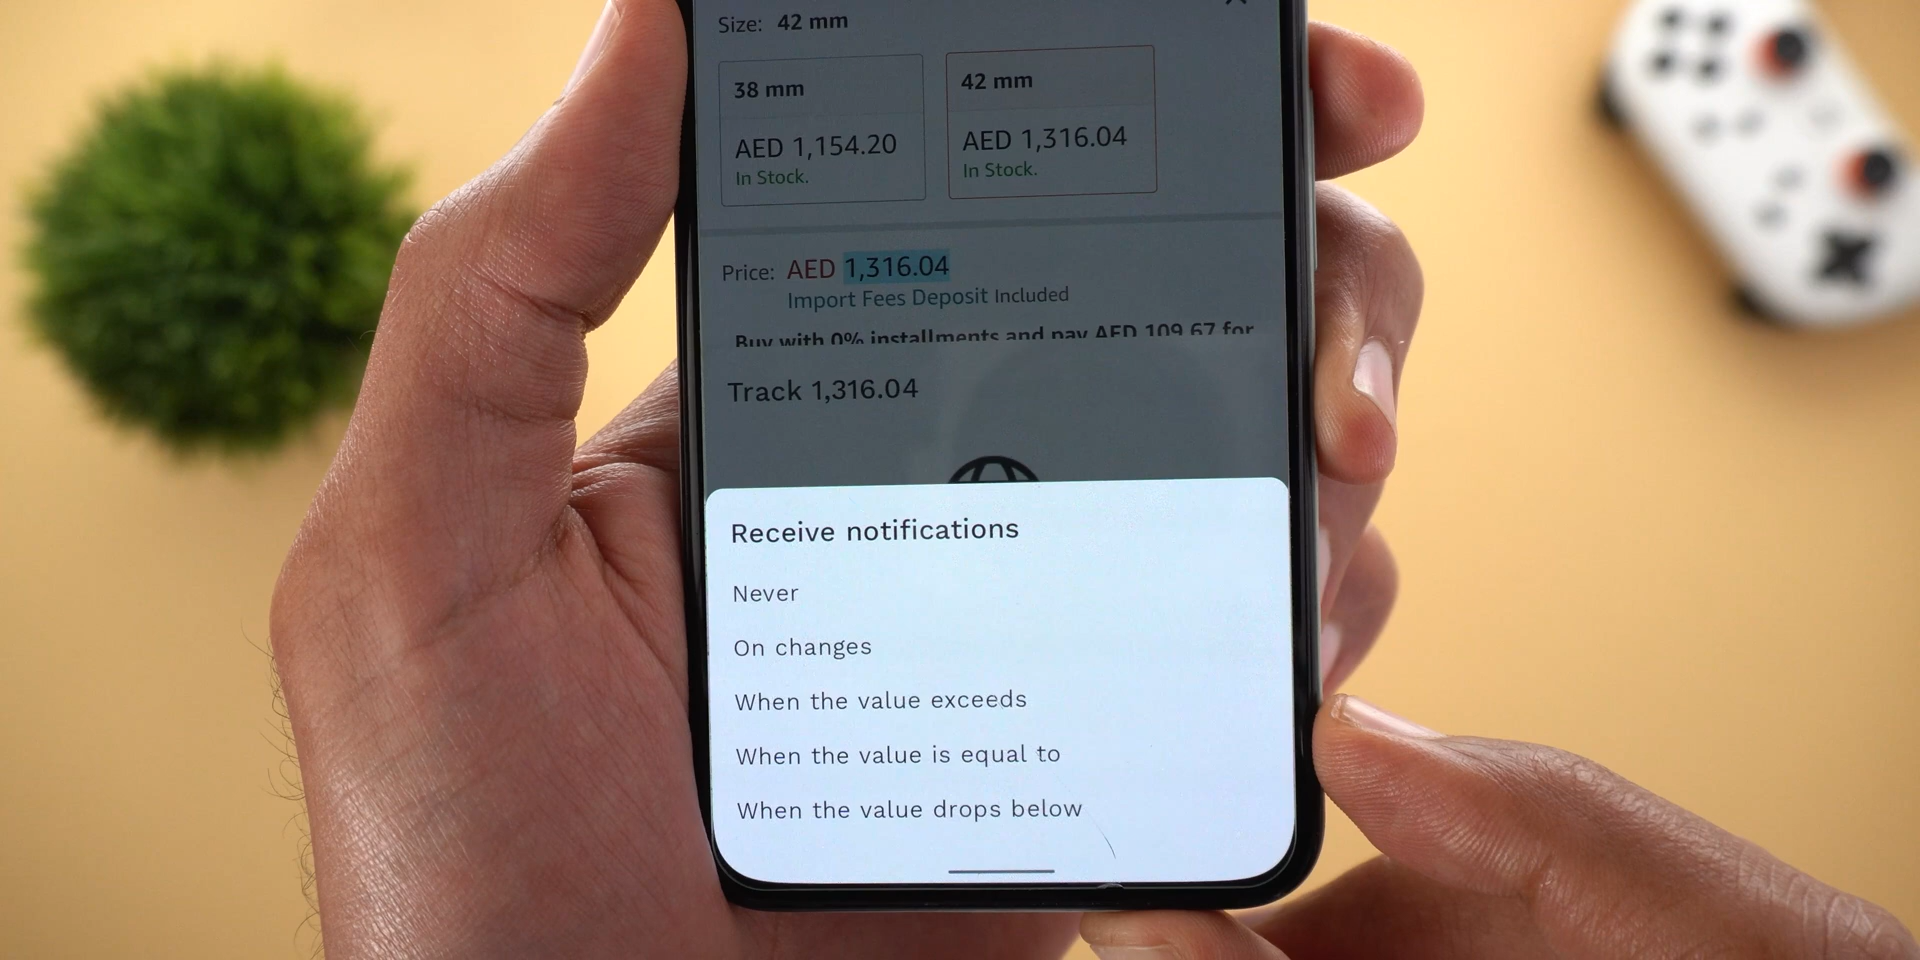 Size: 42 mm
38 mm
AED 1,154.20
In Stock.
42 mm
AED 1,316.04
In Stock.
Price: AED 1,316.04
Import Fees Deposit Included
Buy with 0% installments and pay AED 109.67 for
Track 1,316.04
Receive notifications
Never
On changes
When the value exceeds
When the value is equal to
When the value drops below